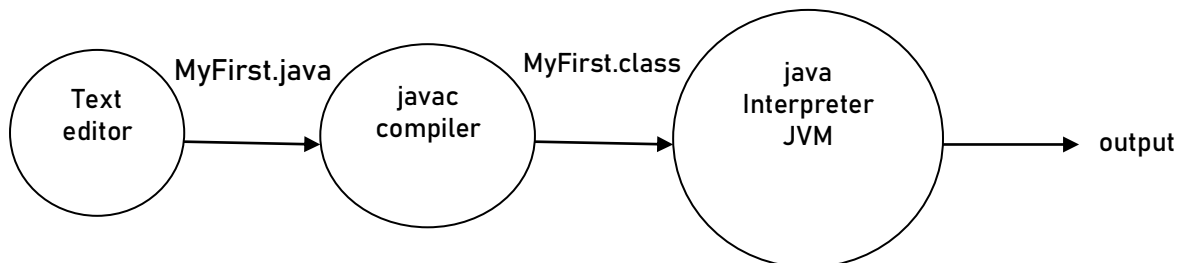 Text
editor
MyFirst.java
javac
compiler
MyFirst.class
java
Interpreter
JVM
output